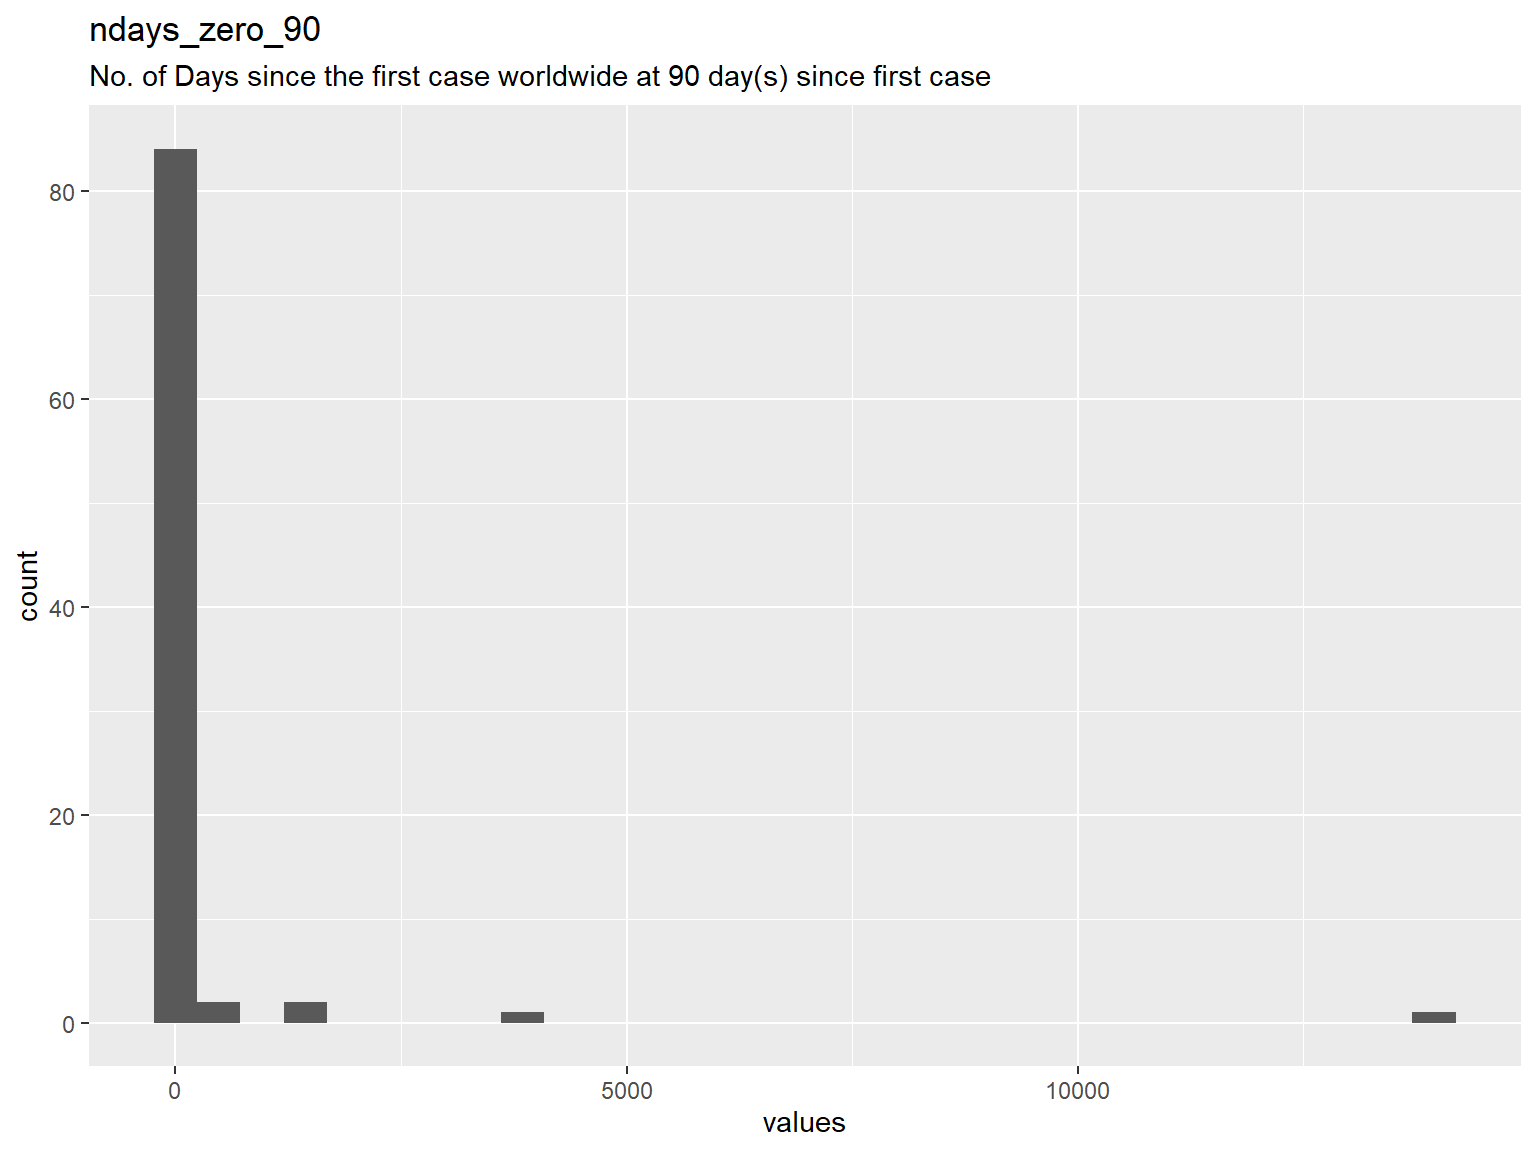 ndays_zero_90
No. of Days since the first case worldwide at 90 day(s) since first case
80
60
40
20
0
count
0 5000 10000
values